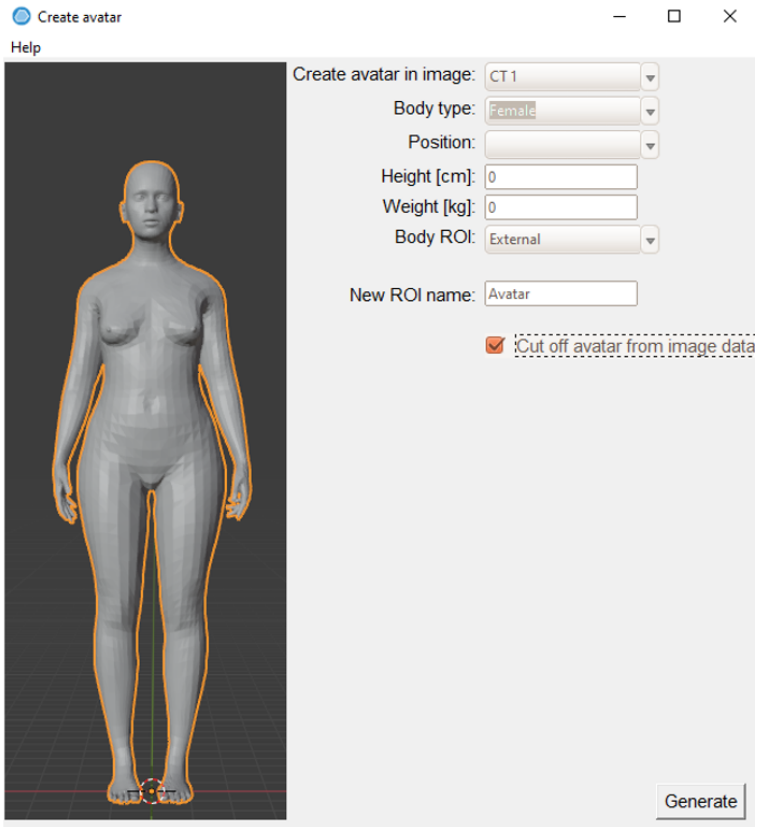 Create avatar
Help
Create avatar in image: CT 1
Body type: Female
Position:
Height [cm]: 0
Weight [kg]: 0
Body ROI: External
New ROI name: Avatar
Cut off avatar from image data
Generate